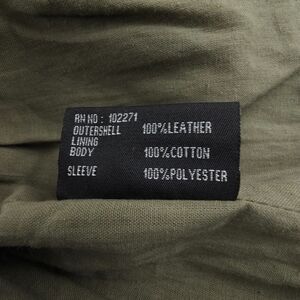 RN NO : 102271
OUTERSHELL 100%LEATHER
LINING
BODY 100%COTTON
SLEEVE 100%POLYESTER